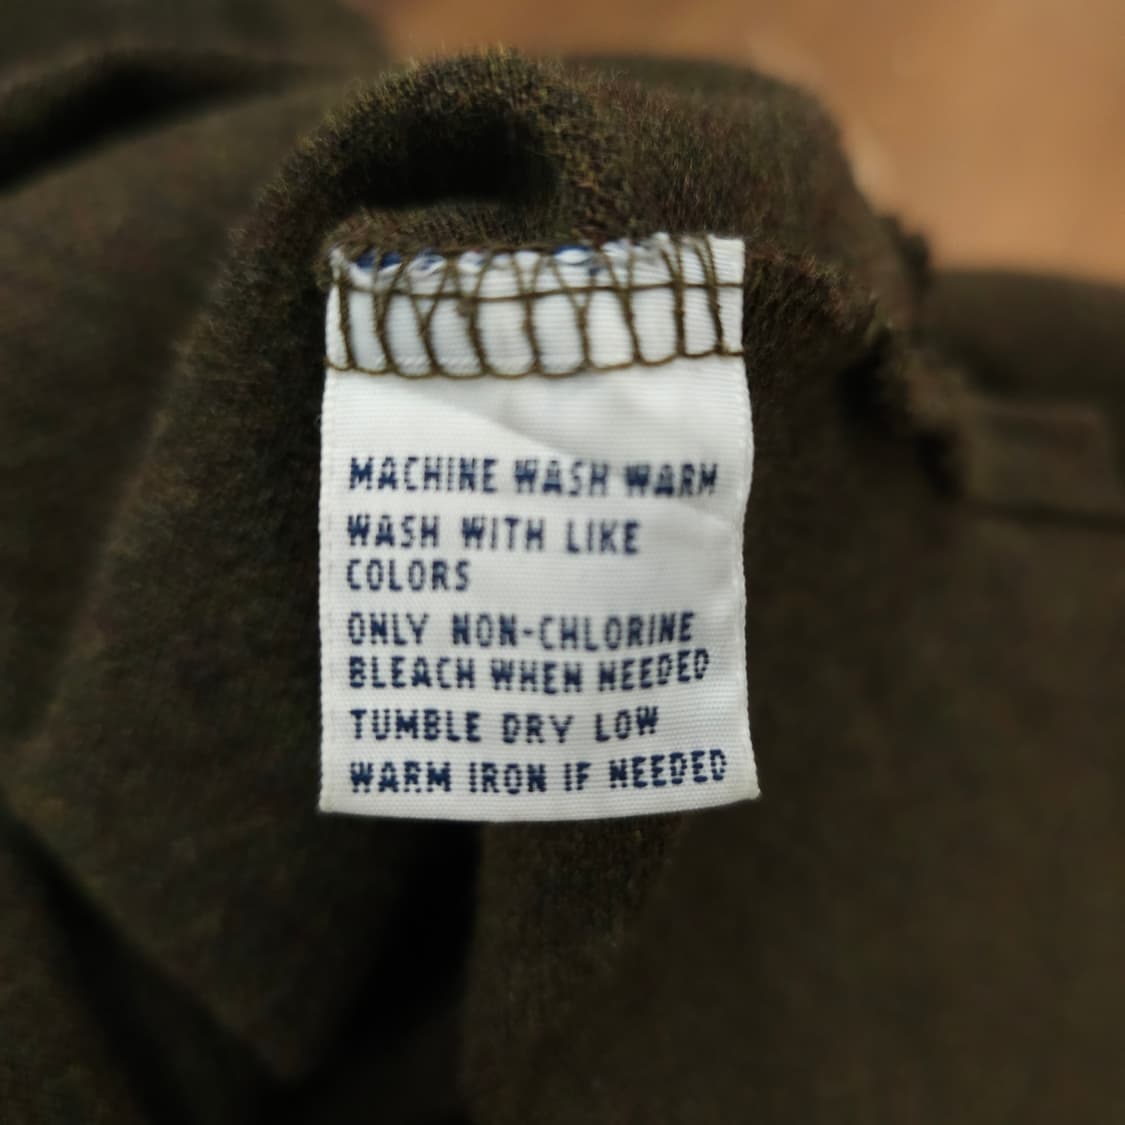 MACHINE WASH WARM
WASH WITH LIKE
COLORS
ONLY NON-CHLORINE
BLEACH WHEN NEEDED
TUMBLE DRY LOW
WARM IRON IF NEEDED